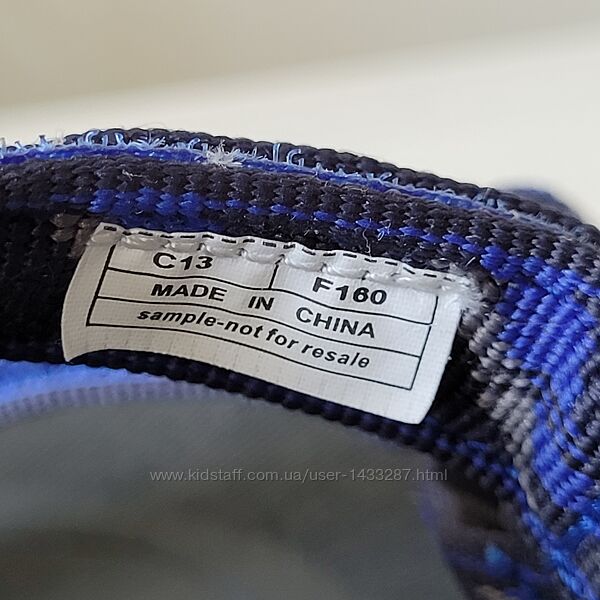 C13 F160
MADE IN CHINA
sample-not for resale
www.kidstaff.com.ua/user-1433287.html